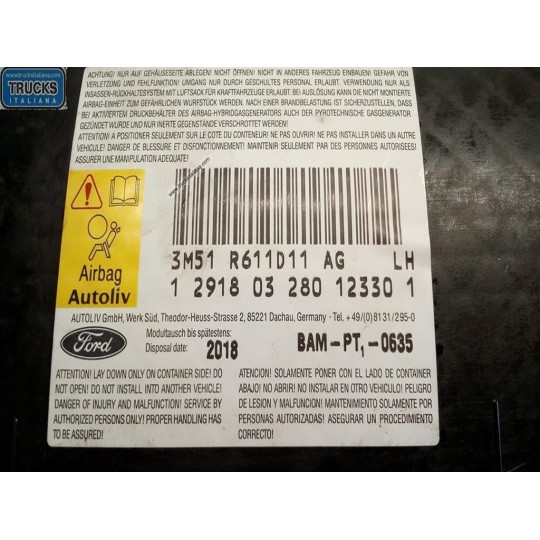 www.trucksitaliana.com
TRUCKS
ITALIANA
ACHTUNG! NUR AUF GEHÄUSESEITE ABLEGEN! NICHT ÖFFNEN! NICHT IN ANDERES FAHRZEUG EINBAUEN! GEFAHR VON
VERLETZUNG UND FEHLFUNKTION! UMGANG NUR DURCH GESCHULTES PERSONAL ERLAUBT. VERWENDUNG NUR ALS
INSASSEN-RÜCKHALTESYSTEM MIT LUFTSACK FÜR KRAFTFAHRZEUGE ERLAUBT. BEI AUSLÖSUNG KANN DIE NICHT MONTIERTE
AIRBAG-EINHEIT ZUM GEFÄHRLICHEN WURFSTÜCK WERDEN. NACH EINER BRANDBELASTUNG IST SICHERZUSTELLEN, DASS
BEI AKTIVIERTEM DRUCKBEHÄLTER DES AIRBAG-HYBRIDGASGENERATORS AUCH DER PYROTECHNISCHE GASGENERATOR
GEZÜNDET WURDE UND NUR IM VERBRENNTEN GEGENSTÄNDE VERSCHROTTET WERDEN!
ATTENTION! A POSITIONER SEULEMENT SUR LE COTE DU CONTENEUR! NE PAS OUVRIR! NE PAS INSTALLER DANS UN AUTRE
VEHICULE! DANGER DE BLESSURE ET DISFONCTIONNEMENT! MAINTENIR SEULEMENT PAR DES PERSONNES AUTORISEES!
ASSURER UNE MANIPULATION ADEQUATE!
Airbag
Autoliv
3M51 R611D11 AG LH
1 2918 03 280 12330 1
AUTOLIV GmbH, Werk Süd, Theodor-Heuss-Strasse 2, 85221 Dachau, Germany - Tel. +49/(0)8131/295-0
Ford
Modultausch bis spätestens:
Disposal date: 2018 BAM-PT₁-0635
ATTENTION! LAY DOWN ONLY ON CONTAINER SIDE! DO
NOT OPEN! DO NOT INSTALL INTO ANOTHER VEHICLE!
DANGER OF INJURY AND MALFUNCTION! SERVICE BY
AUTHORIZED PERSONS ONLY! PROPER HANDLING HAS
TO BE ASSURED!
ATENCION! SOLAMENTE PONER CON EL LADO DE CONTAINER
ABAJO! NO ABRIR! NO INSTALAR EN OTRO VEHICULO! PELIGRO
DE LESION Y MALFUNCION! MANTENIMIENTO SOLAMENTE POR
PERSONAS AUTORIZADAS! ASEGURAR UN PROCEDIMIENTO
CORRECTO!